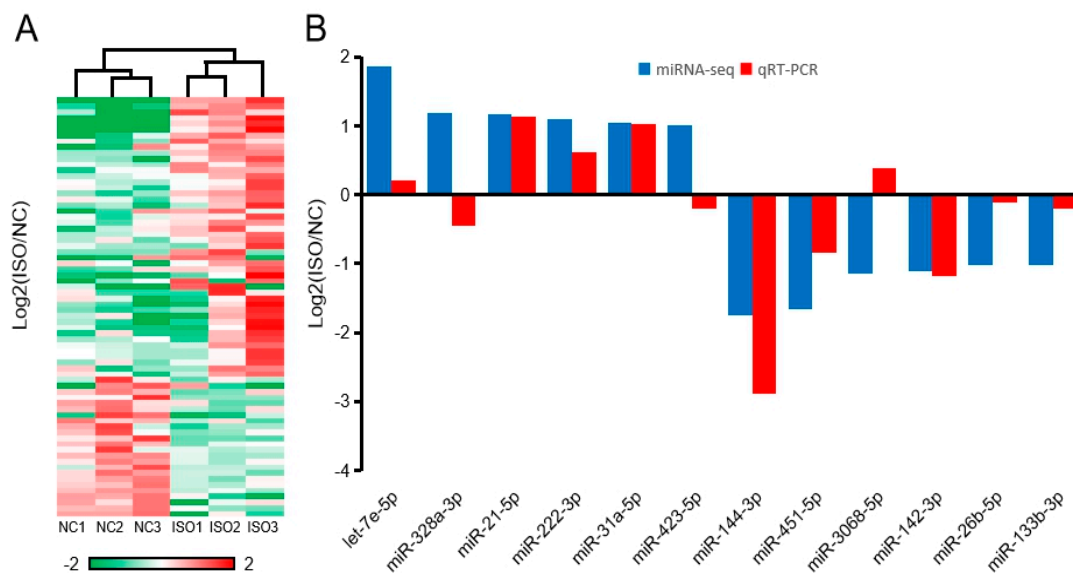 A
Log2(ISO/NC)
NC1 NC2 NC3 ISO1 ISO2 ISO3
-2 2
B
miRNA-seq qRT-PCR
Log2(ISO/NC)
2
1
0
-1
-2
-3
-4
let-7e-5p
miR-328a-3p
miR-21-5p
miR-222-3p
miR-31a-5p
miR-423-5p
miR-144-3p
miR-451-5p
miR-3068-5p
miR-142-3p
miR-26b-5p
miR-133b-3p